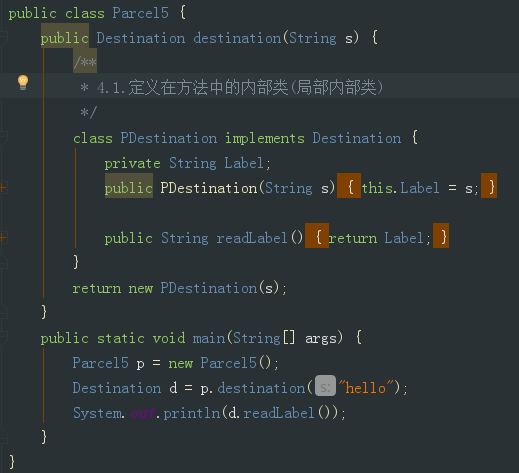 public class Parcel5 {
    public Destination destination(String s) {
        /**
         * 4.1.定义在方法中的内部类(局部内部类)
         */
        class PDestination implements Destination {
            private String Label;
            public PDestination(String s) { this.Label = s; }
            public String readLabel() { return Label; }
        }
        return new PDestination(s);
    }
    public static void main(String[] args) {
        Parcel5 p = new Parcel5();
        Destination d = p.destination( s: "hello");
        System.out.println(d.readLabel());
    }
}